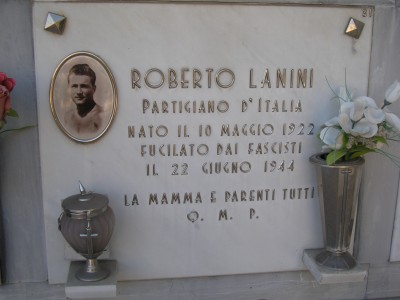 ROBERTO LANINI
PARTIGIANO D'ITALIA
NATO IL 10 MAGGIO 1922
FUCILATO DAI FASCISTI
IL 22 GIUGNO 1944
LA MAMMA E PARENTI TUTTI
Q. M. P.